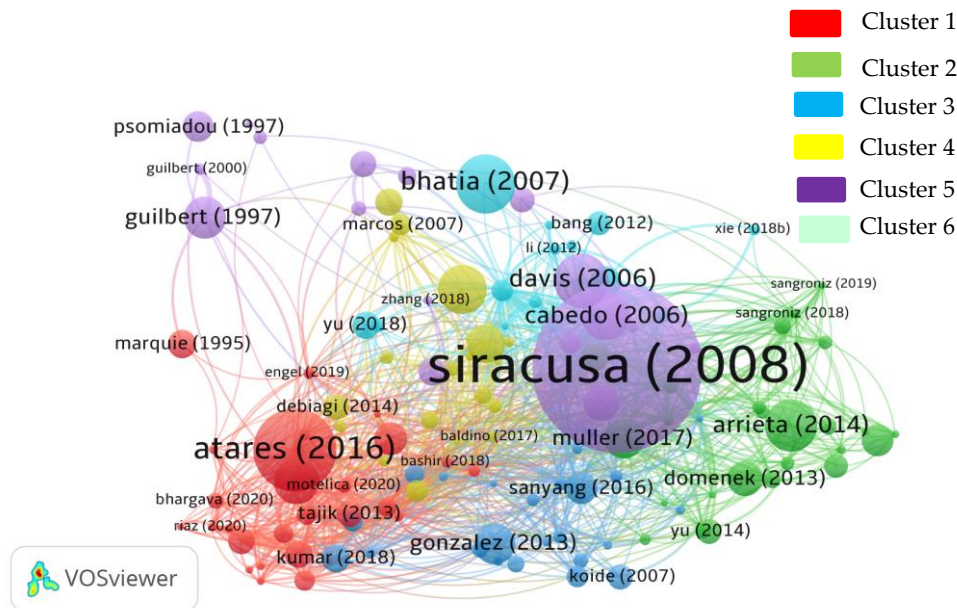 Cluster 1
Cluster 2
Cluster 3
Cluster 4
Cluster 5
Cluster 6
psomiadou (1997)
guilbert (2000)
guilbert (1997)
bhatia (2007)
marcos (2007)
bang (2012)
li (2012)
xie (2018b)
davis (2006)
sangroniz (2019)
zhang (2018)
cabedo (2006)
sangroniz (2018)
yu (2018)
marquie (1995)
siracusa (2008)
engel (2019)
debiagi (2014)
arrieta (2014)
atares (2016)
baldino (2017)
muller (2017)
bashir (2018)
domenek (2013)
motelica (2020)
sanyang (2016)
bhargava (2020)
tajik (2013)
riaz (2020)
yu (2014)
gonzalez (2013)
kumar (2018)
koide (2007)
VOSviewer